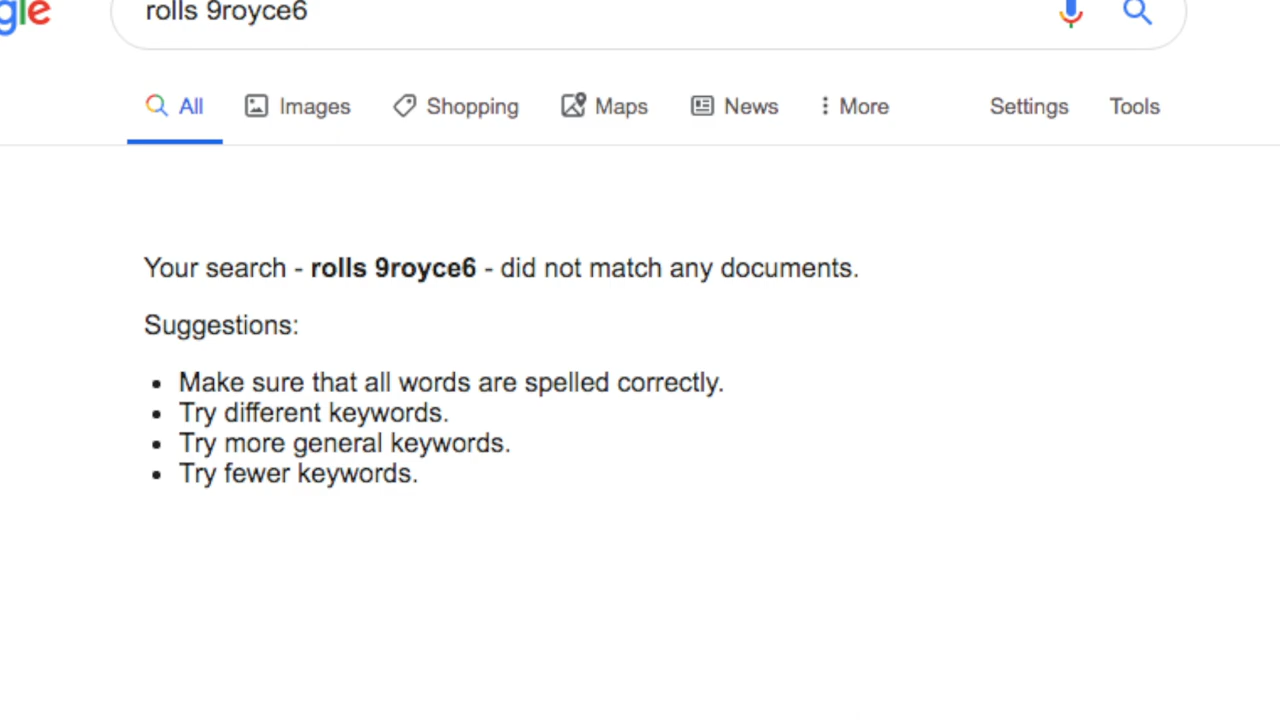 gle
rolls 9royce6
All Images Shopping Maps News More Settings Tools
Your search - rolls 9royce6 - did not match any documents.
Suggestions:
Make sure that all words are spelled correctly.
Try different keywords.
Try more general keywords.
Try fewer keywords.